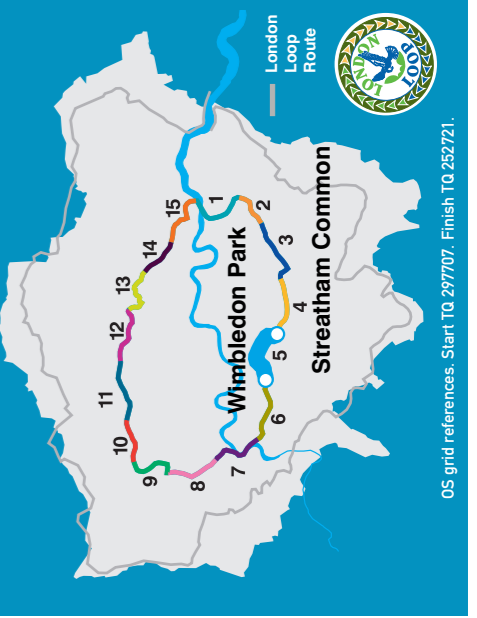 London
Loop
Route
LONDON
LOOP
15
1
2
14
3
13
Wimbledon Park
Streatham Common
4
12
5
11
6
10
7
9
8
OS grid references. Start TQ 297707. Finish TQ 252721.